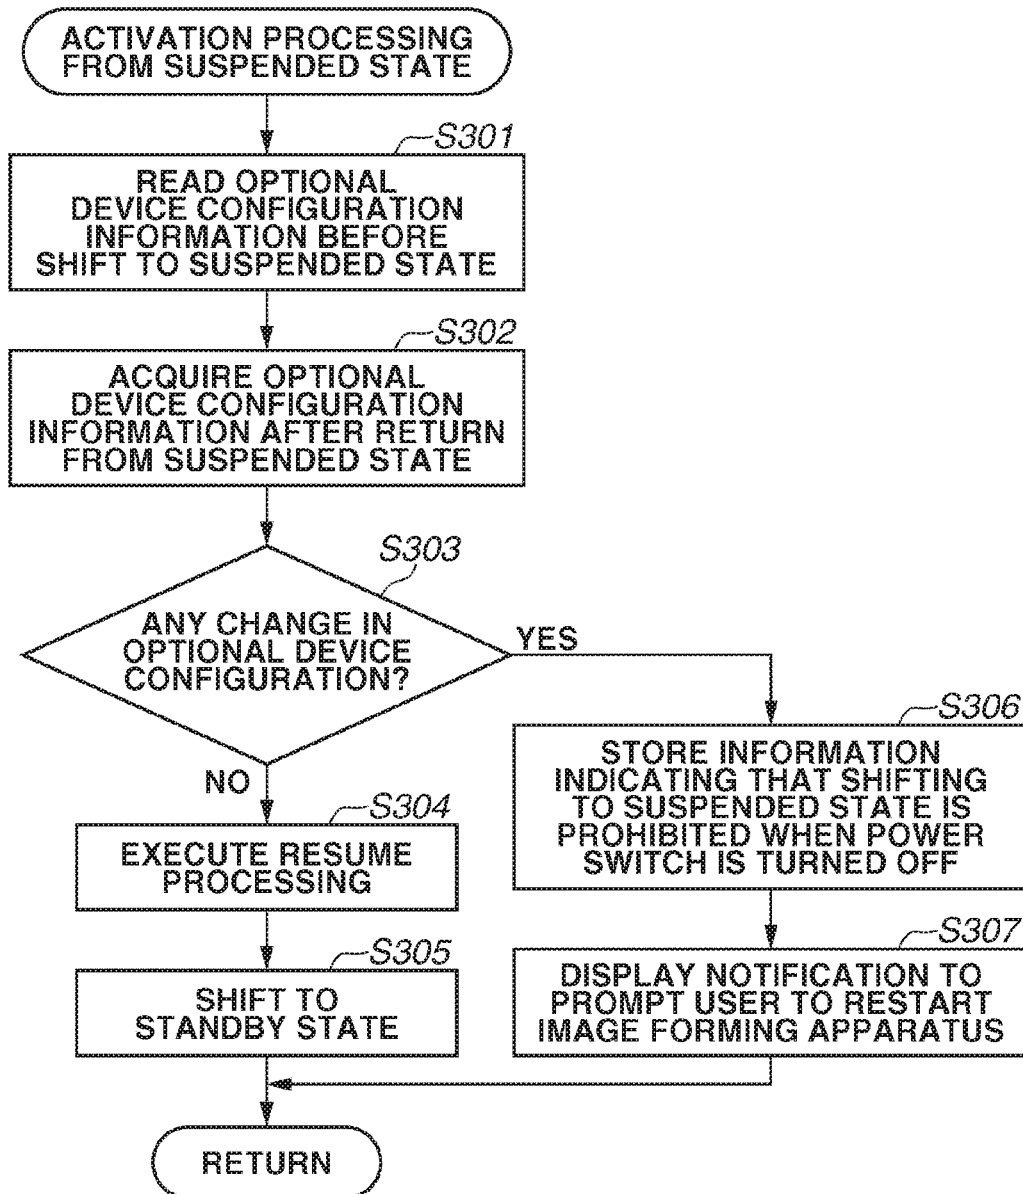 ACTIVATION PROCESSING
FROM SUSPENDED STATE
S301
READ OPTIONAL
DEVICE CONFIGURATION
INFORMATION BEFORE
SHIFT TO SUSPENDED STATE
S302
ACQUIRE OPTIONAL
DEVICE CONFIGURATION
INFORMATION AFTER RETURN
FROM SUSPENDED STATE
S303
ANY CHANGE IN
OPTIONAL DEVICE
CONFIGURATION?
YES
NO
S304
EXECUTE RESUME
PROCESSING
S305
SHIFT TO
STANDBY STATE
S306
STORE INFORMATION
INDICATING THAT SHIFTING
TO SUSPENDED STATE IS
PROHIBITED WHEN POWER
SWITCH IS TURNED OFF
S307
DISPLAY NOTIFICATION TO
PROMPT USER TO RESTART
IMAGE FORMING APPARATUS
RETURN